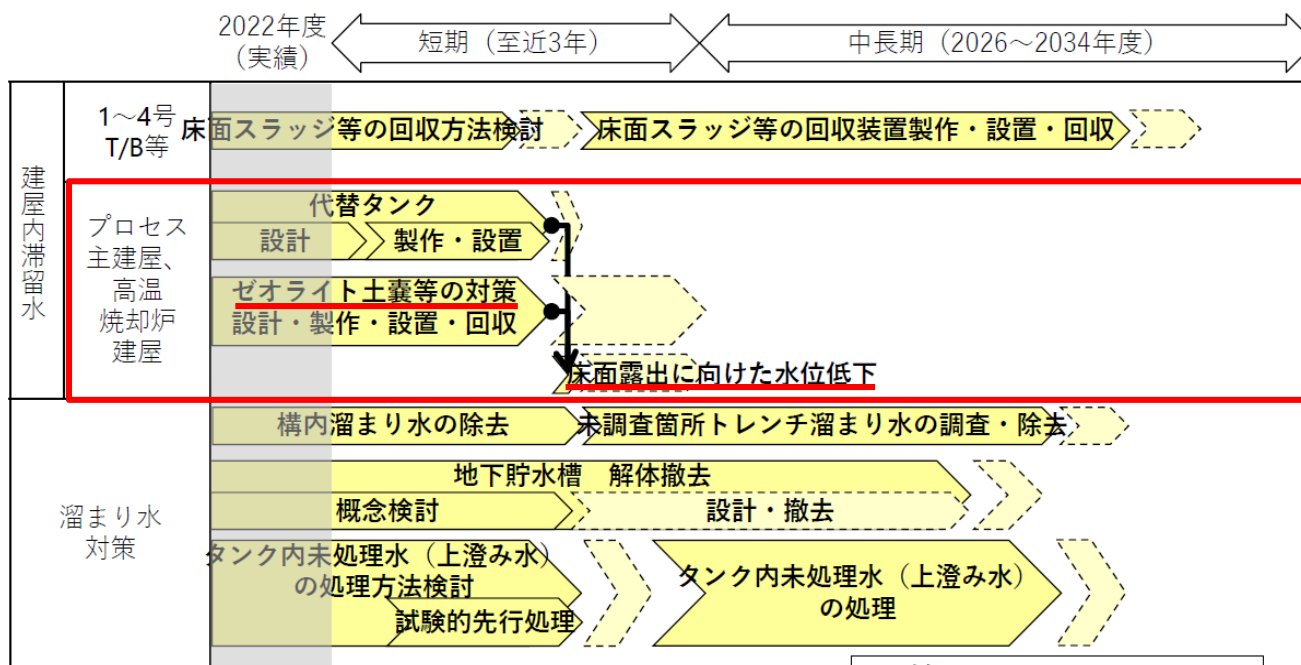 2022年度
(実績)
短期（至近3年）
中長期（2026～2034年度）
建屋内滞留水
1～4号
T/B等
床面スラッジ等の回収方法検討
床面スラッジ等の回収装置製作・設置・回収
プロセス
主建屋、
高温
焼却炉
建屋
代替タンク
設計
製作・設置
ゼオライト土嚢等の対策
設計・製作・設置・回収
床面露出に向けた水位低下
溜まり水
対策
構内溜まり水の除去
未調査箇所トレンチ溜まり水の調査・除去
地下貯水槽　解体撤去
概念検討
設計・撤去
タンク内未処理水（上澄み水）
の処理方法検討
試験的先行処理
タンク内未処理水（上澄み水）
の処理